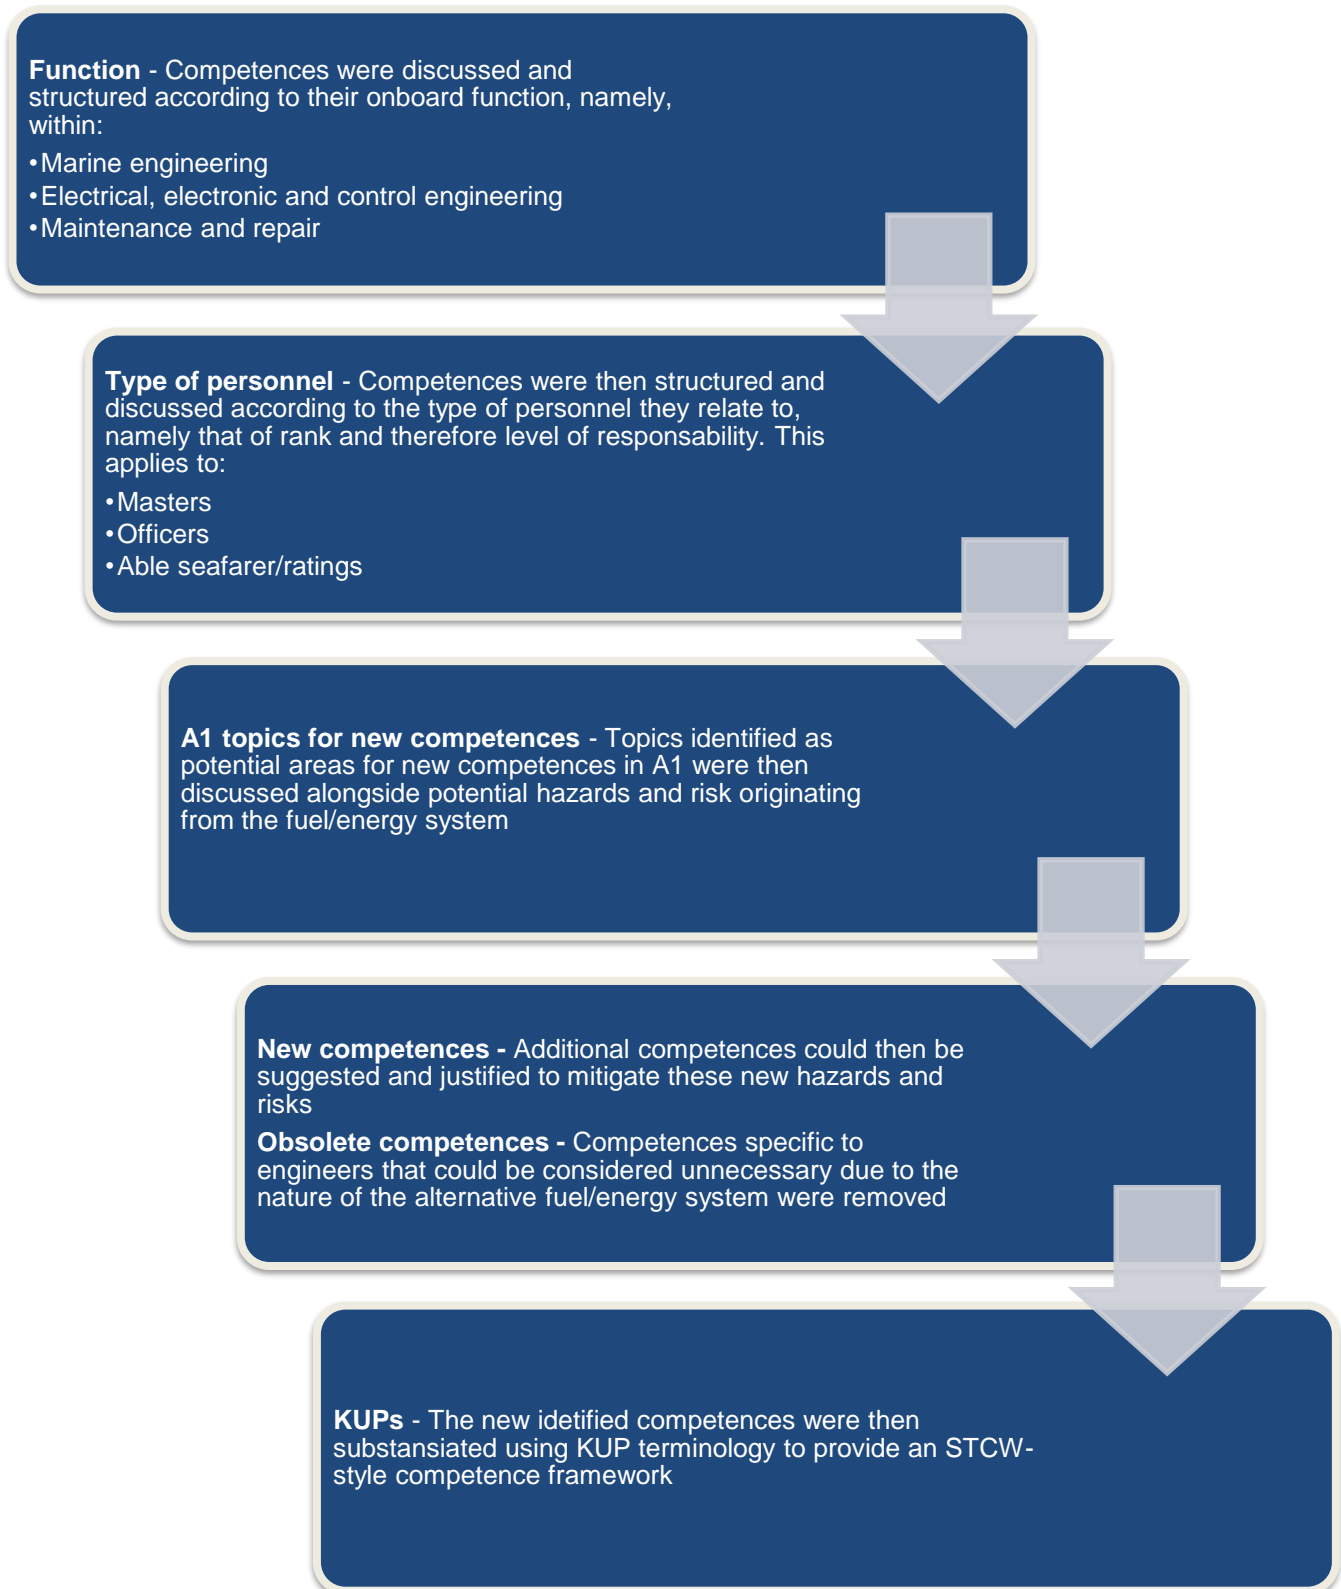 Function - Competences were discussed and
structured according to their onboard function, namely,
within:
•Marine engineering
•Electrical, electronic and control engineering
•Maintenance and repair
Type of personnel - Competences were then structured and
discussed according to the type of personnel they relate to,
namely that of rank and therefore level of responsability. This
applies to:
•Masters
•Officers
•Able seafarer/ratings
A1 topics for new competences - Topics identified as
potential areas for new competences in A1 were then
discussed alongside potential hazards and risk originating
from the fuel/energy system
New competences - Additional competences could then be
suggested and justified to mitigate these new hazards and
risks
Obsolete competences - Competences specific to
engineers that could be considered unnecessary due to the
nature of the alternative fuel/energy system were removed
KUPs - The new idetified competences were then
substansiated using KUP terminology to provide an STCW-
style competence framework